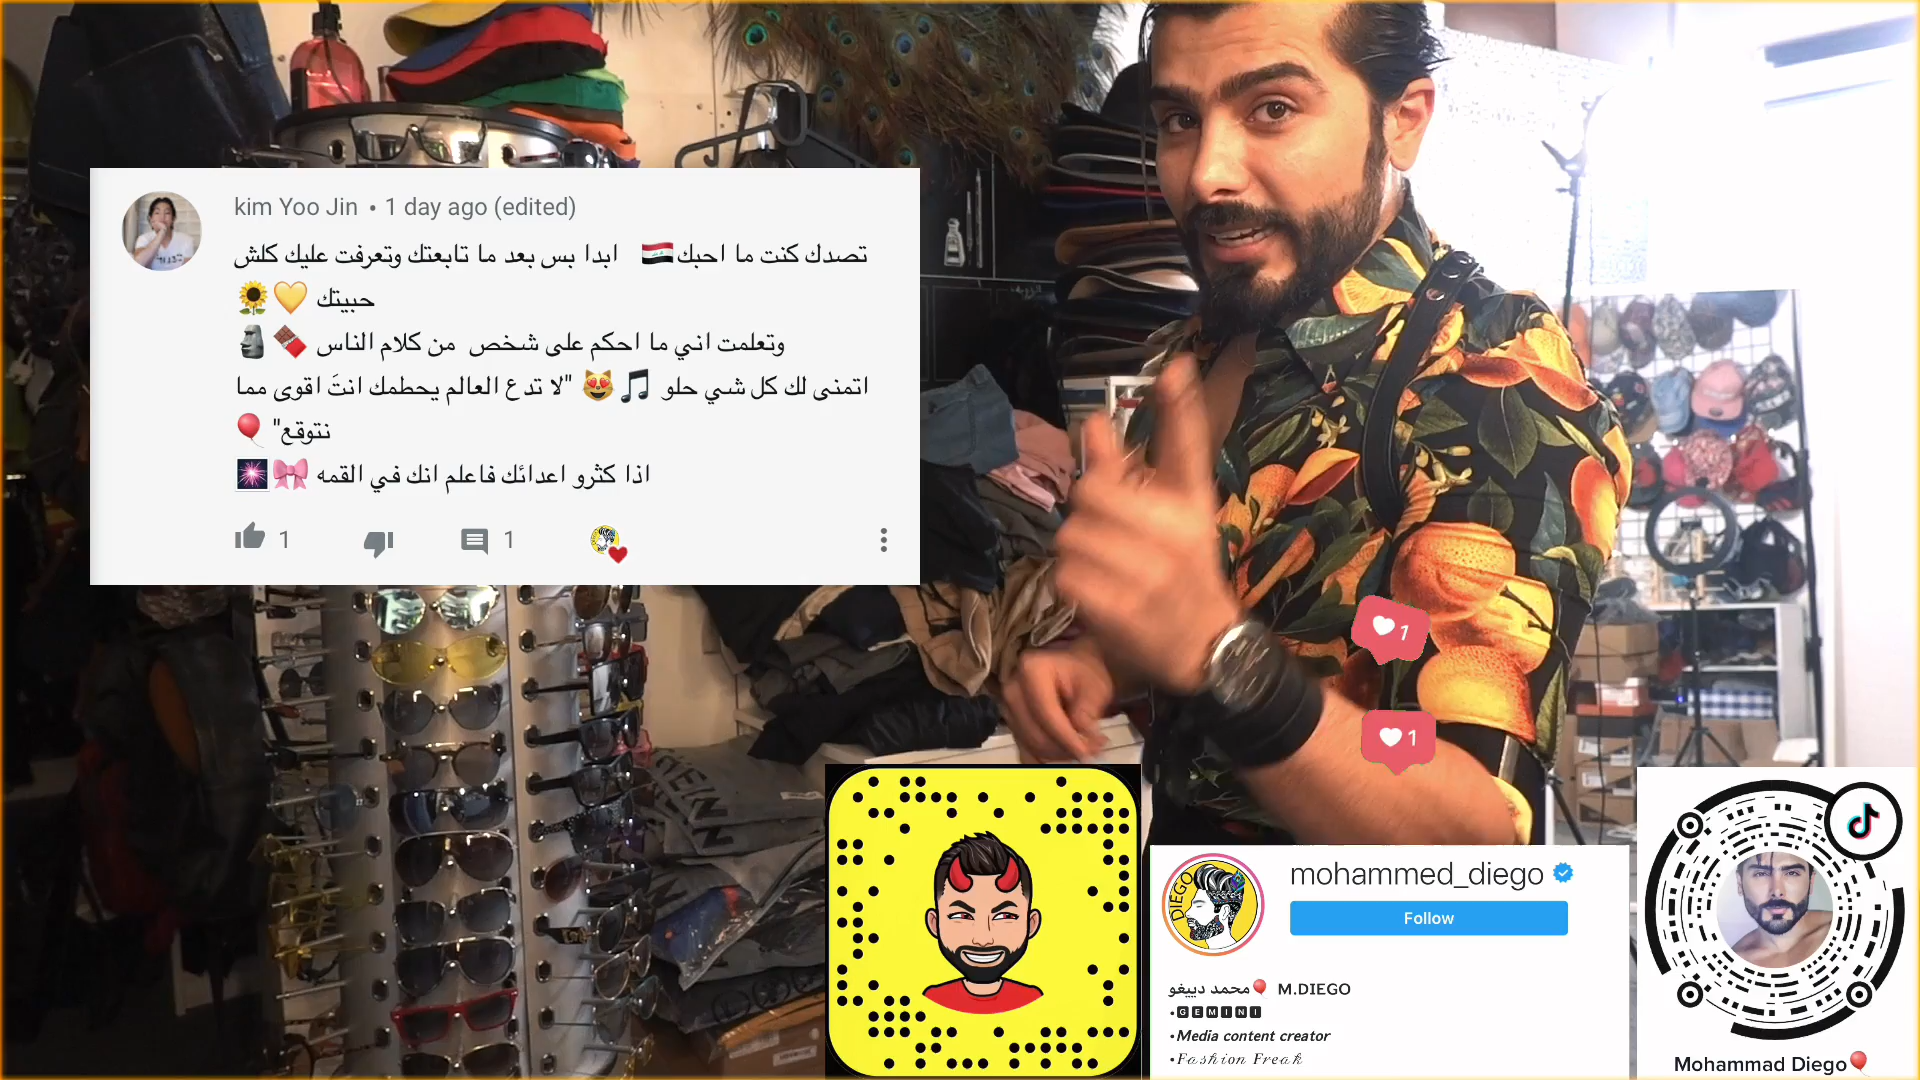 kim Yoo Jin • 1 day ago (edited)
تصدك كنت ما احبك🇮🇶 ابدا بس بعد ما تابعتك وتعرفت عليك كلش
حبيتك 💛🌻
وتعلمت اني ما احكم على شخص من كلام الناس 🍫🗿
اتمنى لك كل شي حلو 🎵😻 "لا تدع العالم يحطمك انتَ اقوى مما
نتوقع" 🎈
اذا كثرو اعدائك فاعلم انك في القمه 🎀🎆
1
1
1
1
DIEGO
mohammed_diego
Follow
محمد دييغو🎈 M.DIEGO
•🅶🅴🅼🅸🅽🅸
•Media content creator
•Fashion Freak
Mohammad Diego🎈